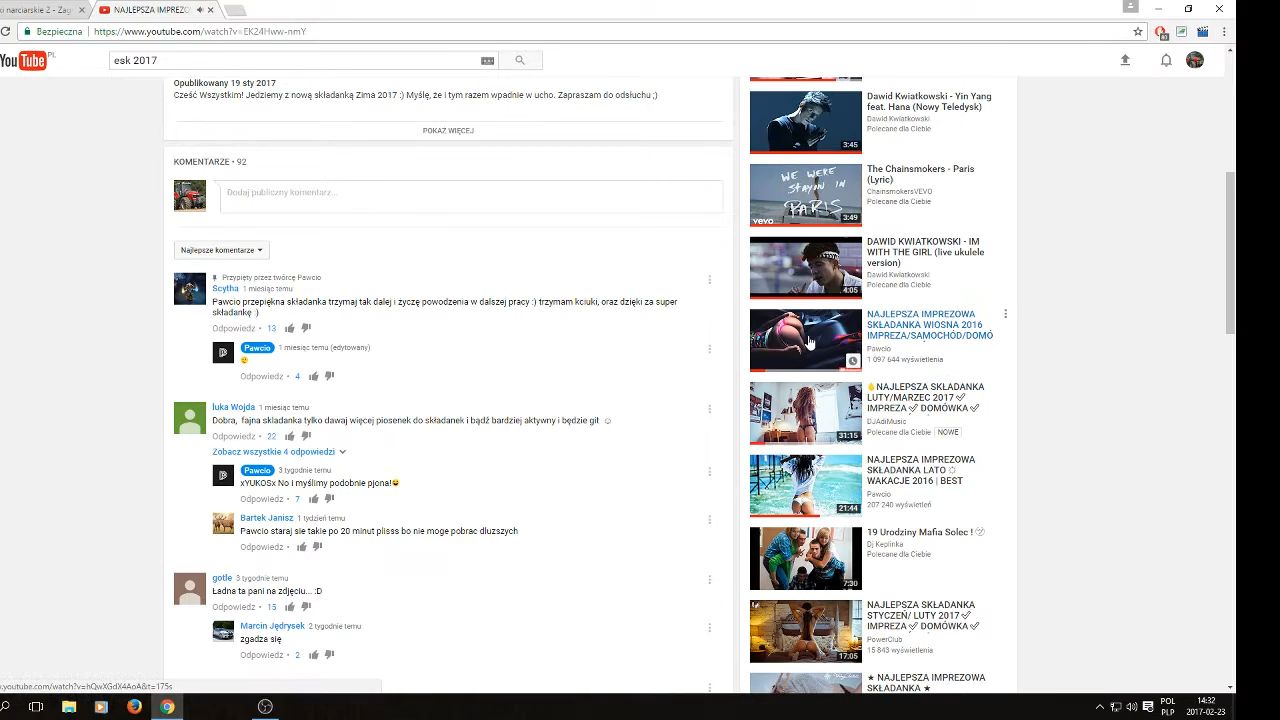 ki narciarskie 2 - Zag
NAJLEPSZA IMPREZO
Bezpieczna
https://www.youtube.com/watch?v=EK24Hww-nmY
YouTube PL
esk 2017
Opublikowany 19 sty 2017
Cześć Wszystkim! Jedziemy z nową składanką Zima 2017 :) Myślę, że i tym razem wpadnie w ucho. Zapraszam do odsłuchu ;)
POKAŻ WIĘCEJ
KOMENTARZE • 92
Dodaj publiczny komentarz...
Najlepsze komentarze
Przypięty przez twórcę Pawcio
Scytha 1 miesiąc temu
Pawcio przepiękna składanka trzymaj tak dalej i życzę powodzenia w dalszej pracy :) trzymam kciuki, oraz dzięki za super
składankę :)
Odpowiedz • 13
Pawcio 1 miesiąc temu (edytowany)
Odpowiedz • 4
luka Wojda 1 miesiąc temu
Dobra, fajna składanka tylko dawaj więcej piosenek do składanek i bądź bardziej aktywny i będzie git ☺
Odpowiedz • 22
Zobacz wszystkie 4 odpowiedzi
Pawcio 3 tygodnie temu
xYUKOSx No i myślimy podobnie pjona!😀
Odpowiedz • 7
Bartek Janisz 1 tydzień temu
Pawcio staraj sie takie po 20 minut plisss bo nie moge pobrac dluzszych
Odpowiedz •
gotle 3 tygodnie temu
Ładna ta pani na zdjęciu... :D
Odpowiedz • 15
Marcin Jędrysek 2 tygodnie temu
zgadza się
Odpowiedz • 2
Dawid Kwiatkowski - Yin Yang
feat. Hana (Nowy Teledysk)
Dawid Kwiatkowski
Polecane dla Ciebie
3:45
The Chainsmokers - Paris
(Lyric)
ChainsmokersVEVO
Polecane dla Ciebie
WE WERE
STAYIN IN
PARIS
vevo
3:49
DAWID KWIATKOWSKI - IM
WITH THE GIRL (live ukulele
version)
Dawid Kwiatkowski
Polecane dla Ciebie
4:05
NAJLEPSZA IMPREZOWA
SKŁADANKA WIOSNA 2016
IMPREZA/SAMOCHÓD/DOMÓ
Pawcio
1 097 644 wyświetlenia
NAJLEPSZA SKŁADANKA
LUTY/MARZEC 2017 ✅
IMPREZA ✅ DOMÓWKA ✅
DJAdiMusic
Polecane dla Ciebie NOWE
31:15
NAJLEPSZA IMPREZOWA
SKŁADANKA LATO
WAKACJE 2016 | BEST
Pawcio
207 240 wyświetleń
21:44
19 Urodziny Mafia Solec !
Dj Keplinka
Polecane dla Ciebie
7:30
NAJLEPSZA SKŁADANKA
STYCZEŃ/ LUTY 2017 ✅
IMPREZA ✅ DOMÓWKA ✅
PowerClub
15 843 wyświetlenia
17:05
★ NAJLEPSZA IMPREZOWA
SKŁADANKA ★
.youtube.com/watch?v=hQwXGdX4AoA&t=175s
POL
PLP
14:32
2017-02-23